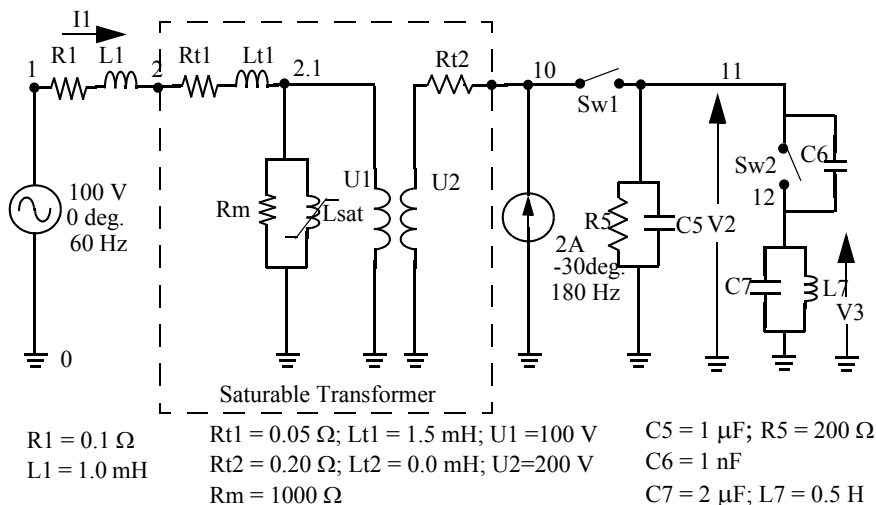 I1
R1 L1
Rt1 Lt1
1 2 2.1
Rt2 10 Sw1 11
100 V
0 deg.
60 Hz
Rm Lsat U1 U2
2A
-30deg.
180 Hz
R5 C5 V2
Sw2 C6
12
C7 L7 V3
0
Saturable Transformer
R1 = 0.1 Ω
L1 = 1.0 mH
Rt1 = 0.05 Ω; Lt1 = 1.5 mH; U1 =100 V
Rt2 = 0.20 Ω; Lt2 = 0.0 mH; U2=200 V
Rm = 1000 Ω
C5 = 1 μF; R5 = 200 Ω
C6 = 1 nF
C7 = 2 μF; L7 = 0.5 H